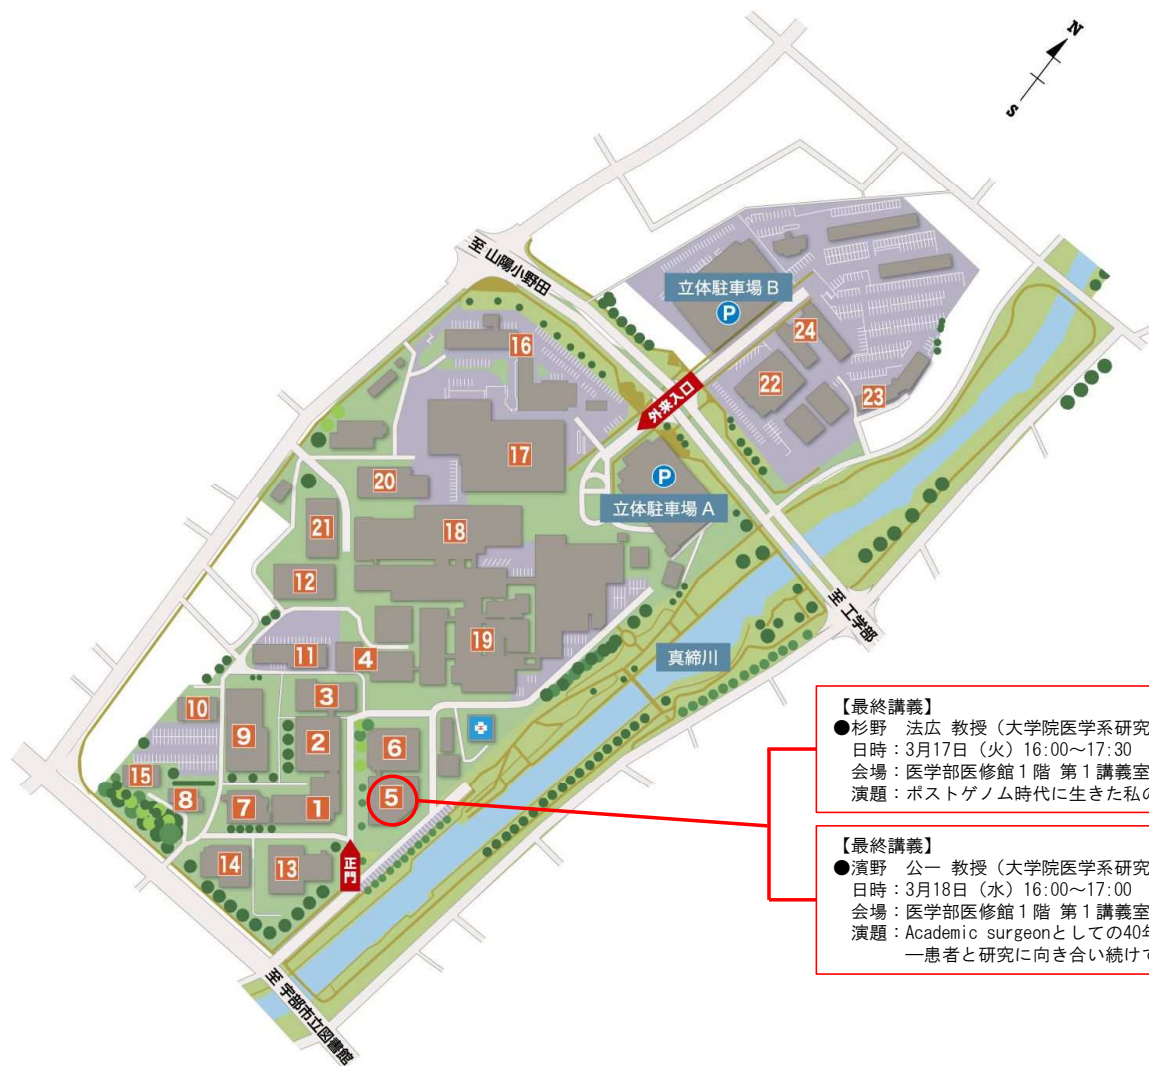 N
S
至 山陽小野田
立体駐車場 B
P
24
16
22
23
外来入口
17
P
20
立体駐車場 A
21
18
12
至 工学部
19
11
4
真締川
3
10
9
2
6
15
8
7
1
5
14
13
正門
至 宇部市立図書館
【最終講義】
●杉野 法広 教授（大学院医学系研究
日時：3月17日（火）16:00～17:30
会場：医学部医修館１階 第１講義室
演題：ポストゲノム時代に生きた私の
【最終講義】
●濱野 公一 教授（大学院医学系研究
日時：3月18日（水）16:00～17:00
会場：医学部医修館１階 第１講義室
演題：Academic surgeonとしての40年
―患者と研究に向き合い続けて